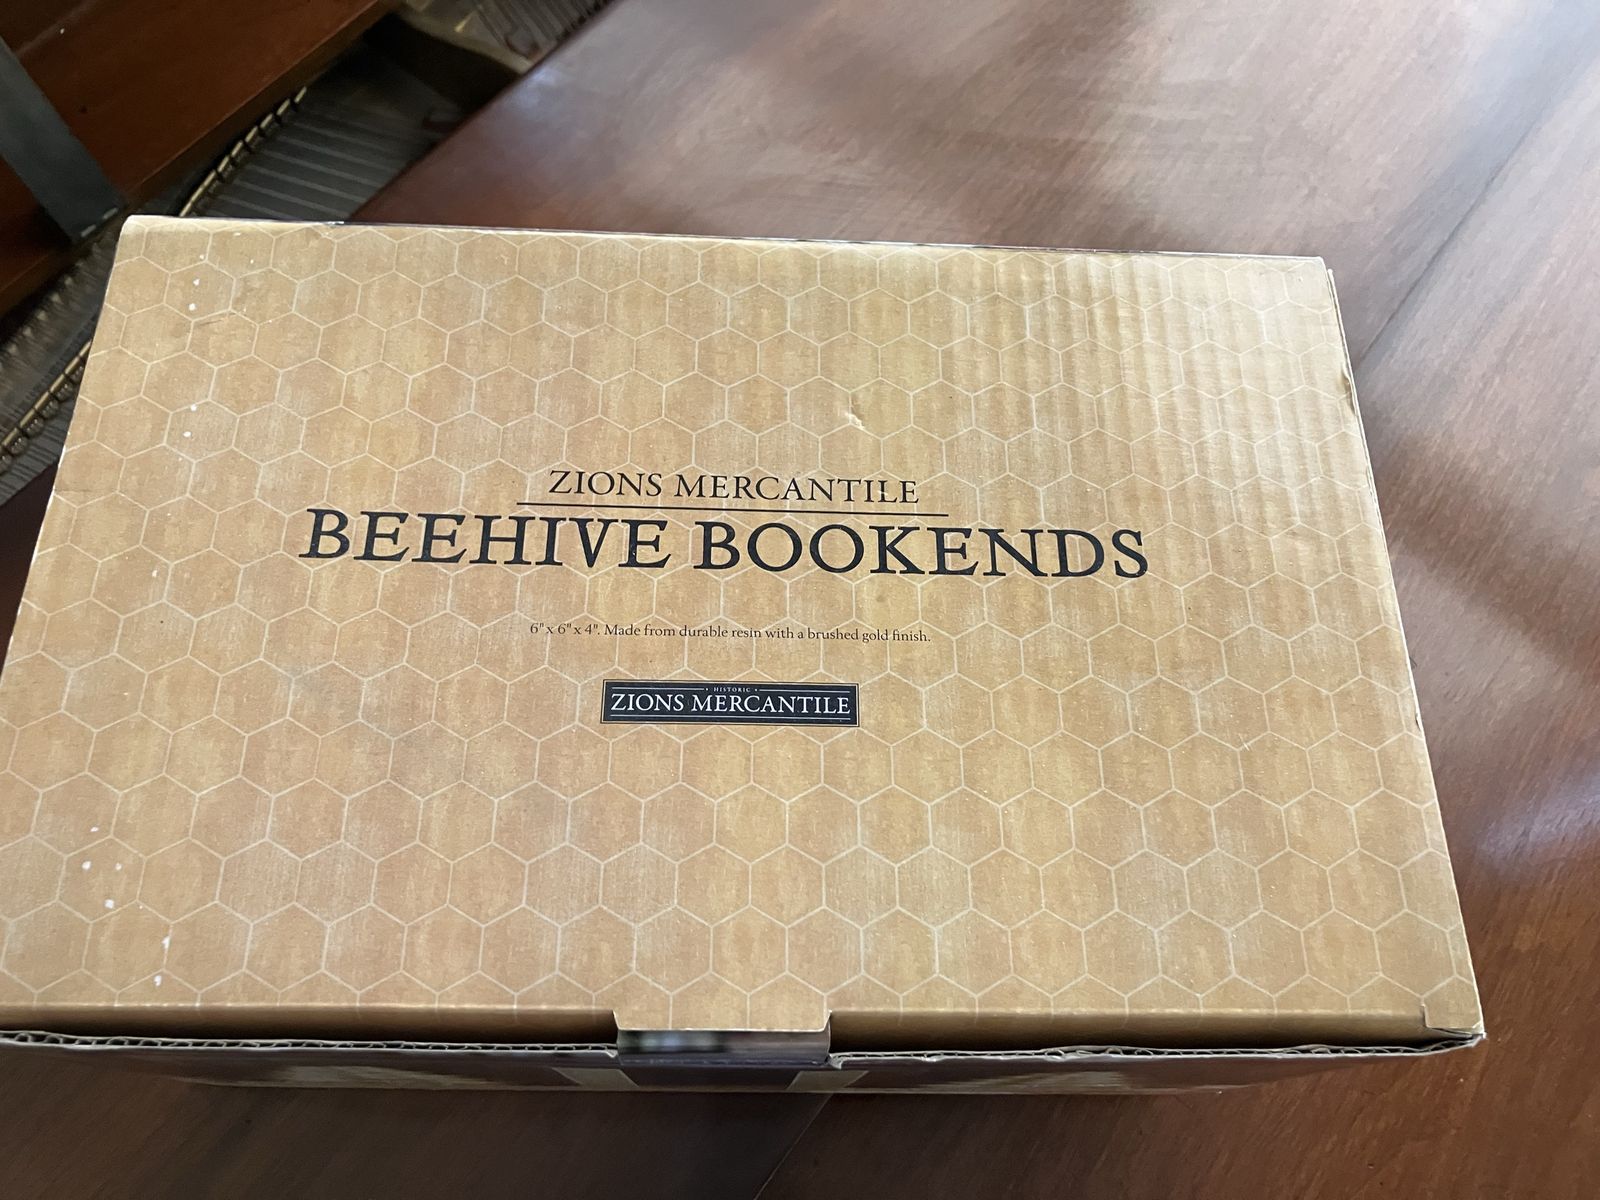 ZIONS MERCANTILE
BEEHIVE BOOKENDS
6" x 6" x 4". Made from durable resin with a brushed gold finish.
• HISTORIC •
ZIONS MERCANTILE